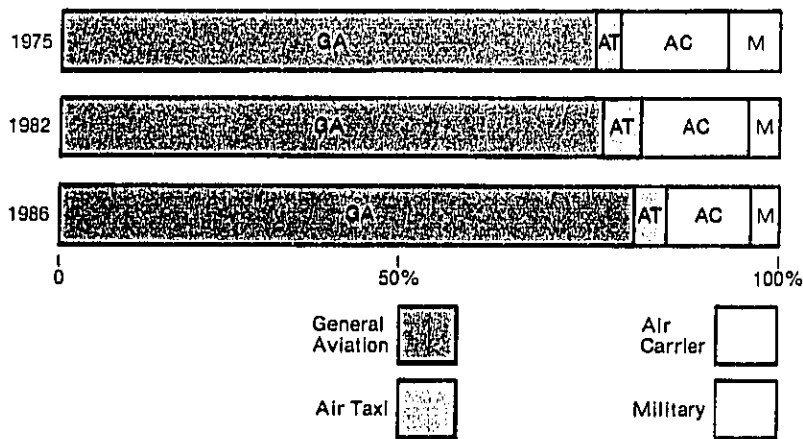 1975 GA AT AC M
1982 GA AT AC M
1986 GA AT AC M
0 50% 100%
General Aviation
Air Carrier
Air Taxi
Military